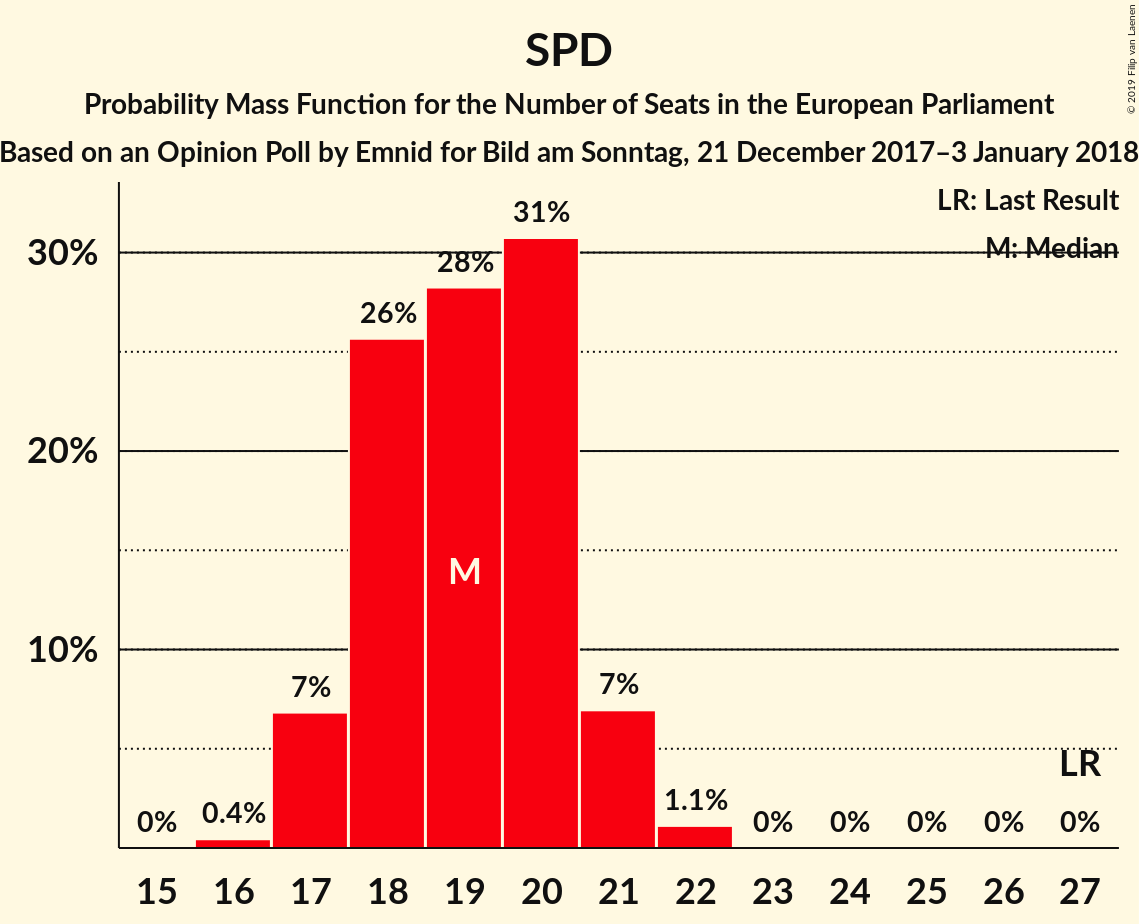 SPD
Probability Mass Function for the Number of Seats in the European Parliament
Based on an Opinion Poll by Emnid for Bild am Sonntag, 21 December 2017–3 January 2018
© 2019 Filip van Laenen
LR: Last Result
M: Median
30%
20%
10%
0%
0.4%
7%
26%
28%
31%
7%
1.1%
0%
0%
0%
0%
0%
M
LR
15 16 17 18 19 20 21 22 23 24 25 26 27